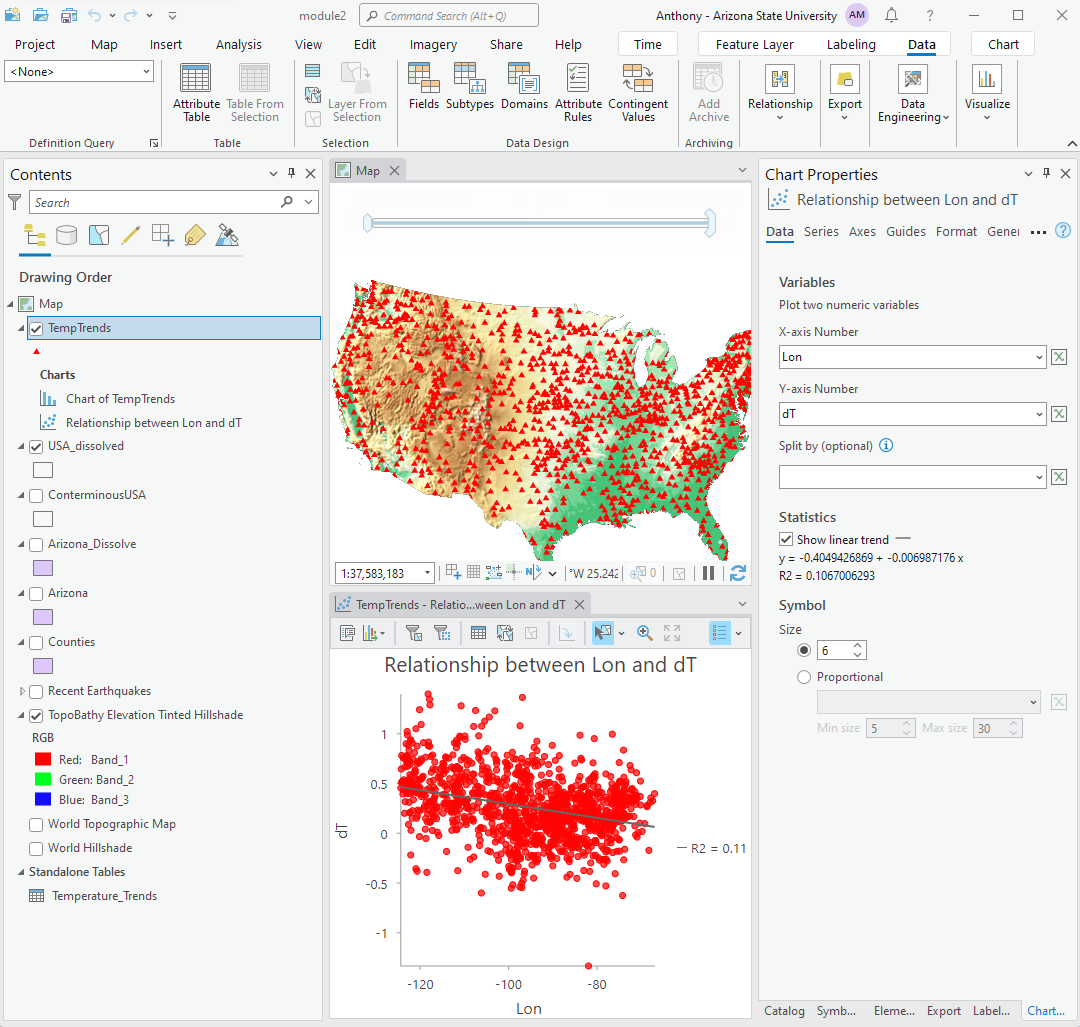 module2
Command Search (Alt+Q)
Anthony - Arizona State University
AM
?
Project Map Insert Analysis View Edit Imagery Share Help Time Feature Layer Labeling Data Chart
<None>
Definition Query
Attribute Table
Table From Selection
Table
Layer From Selection
Selection
Fields
Subtypes
Domains
Attribute Rules
Contingent Values
Data Design
Add Archive
Archiving
Relationship
Export
Data Engineering
Visualize
Contents
Search
Drawing Order
Map
TempTrends
Charts
Chart of TempTrends
Relationship between Lon and dT
USA_dissolved
ConterminousUSA
Arizona_Dissolve
Arizona
Counties
Recent Earthquakes
TopoBathy Elevation Tinted Hillshade
RGB
Red: Band_1
Green: Band_2
Blue: Band_3
World Topographic Map
World Hillshade
Standalone Tables
Temperature_Trends
Map
1:37,583,183
N
°W 25.242
0
TempTrends - Relatio...ween Lon and dT
Relationship between Lon and dT
1
0.5
0
-0.5
-1
dT
-120 -100 -80
Lon
R2 = 0.11
Chart Properties
Relationship between Lon and dT
Data Series Axes Guides Format Gener ... ?
Variables
Plot two numeric variables
X-axis Number
Lon
Y-axis Number
dT
Split by (optional)
Statistics
Show linear trend
y = -0.4049426869 + -0.006987176 x
R2 = 0.1067006293
Symbol
Size
6
Proportional
Min size 5 Max size 30
Catalog Symb... Eleme... Export Label... Chart...